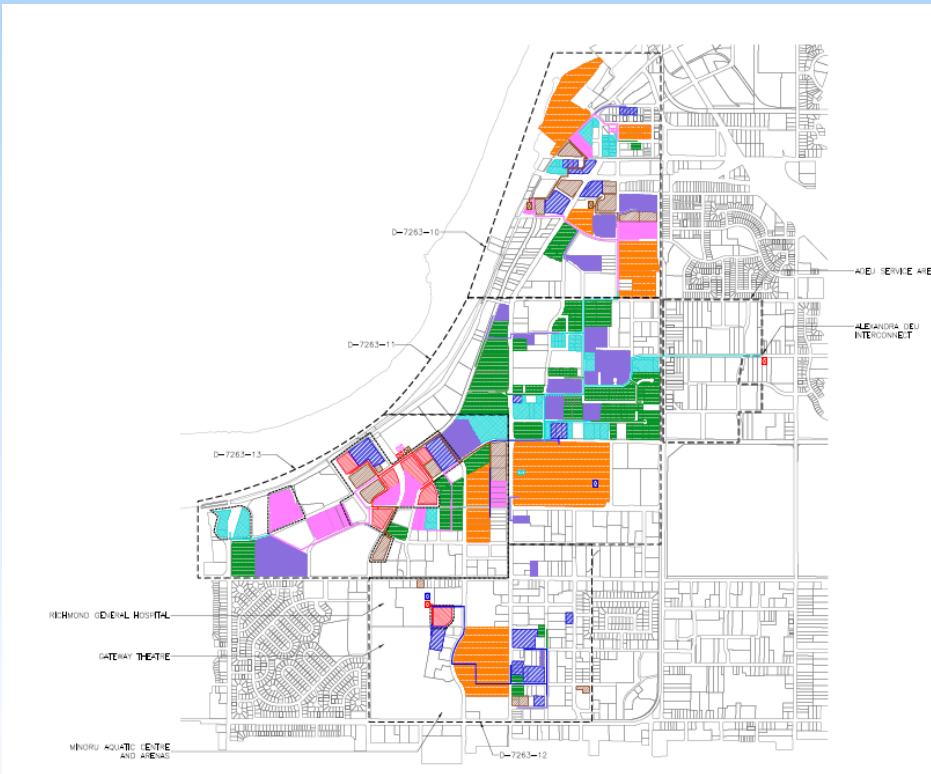 D-7263-10
ADEU SERVICE ARE
ALEXANDRA DEU
INTERCONNECT
D-7263-11
D-7263-13
RICHMOND GENERAL HOSPITAL
GATEWAY THEATRE
MINORU AQUATIC CENTRE
AND ARENAS
D-7263-12